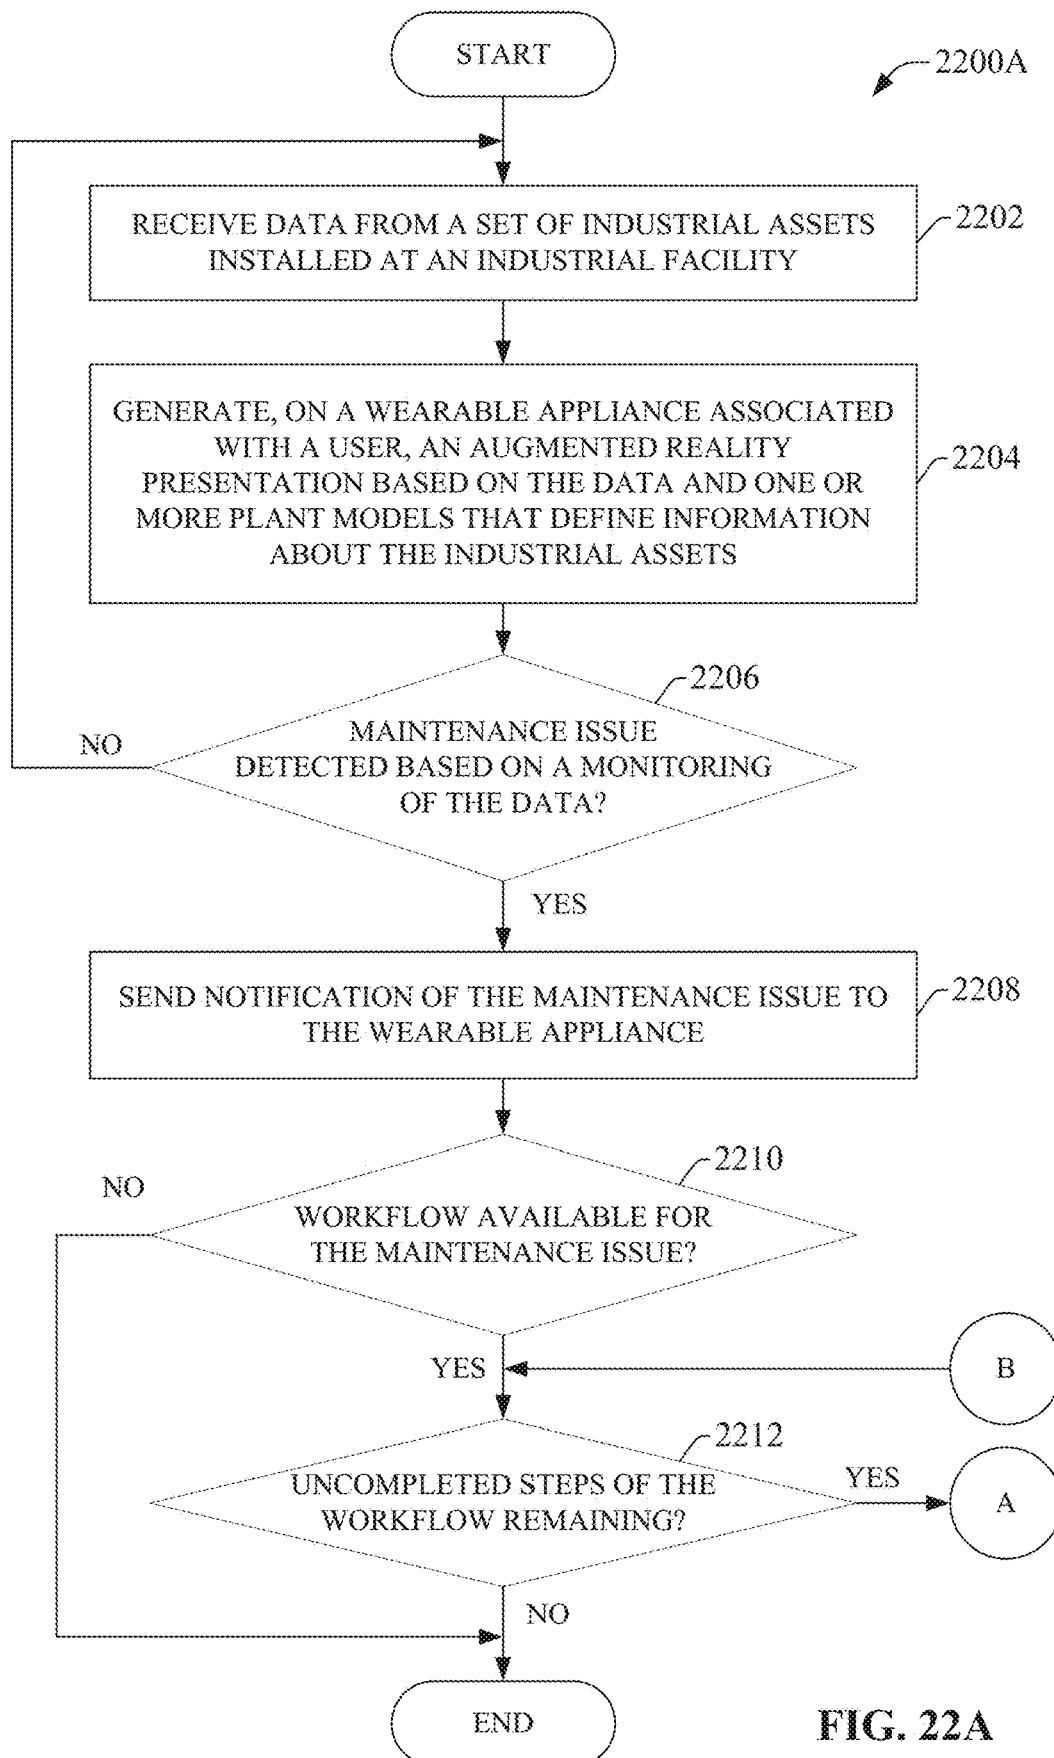 START
2200A
RECEIVE DATA FROM A SET OF INDUSTRIAL ASSETS
INSTALLED AT AN INDUSTRIAL FACILITY
2202
GENERATE, ON A WEARABLE APPLIANCE ASSOCIATED
WITH A USER, AN AUGMENTED REALITY
PRESENTATION BASED ON THE DATA AND ONE OR
MORE PLANT MODELS THAT DEFINE INFORMATION
ABOUT THE INDUSTRIAL ASSETS
2204
2206
NO
MAINTENANCE ISSUE
DETECTED BASED ON A MONITORING
OF THE DATA?
YES
SEND NOTIFICATION OF THE MAINTENANCE ISSUE TO
THE WEARABLE APPLIANCE
2208
2210
NO
WORKFLOW AVAILABLE FOR
THE MAINTENANCE ISSUE?
YES
B
2212
UNCOMPLETED STEPS OF THE
WORKFLOW REMAINING?
YES
A
NO
END
FIG. 22A